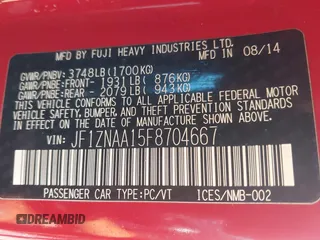 MFD BY FUJI HEAVY INDUSTRIES LTD. IN 08/14
GVWR/PNBV: 3748LB (1700KG)
GAWR/PNBE:FRONT- 1931LB ( 876KG)
GAWR/PNBE:REAR - 2079LB ( 943KG)
THIS VEHICLE CONFORMS TO ALL APPLICABLE FEDERAL MOTOR
VEHICLE SAFETY, BUMPER, AND THEFT PREVENTION STANDARDS
IN EFFECT ON THE DATE OF MANUFACTURE SHOWN ABOVE.
VIN: JF1ZNAA15F8704667
PASSENGER CAR TYPE:PC/VT ICES/NMB-002
DREAMBID